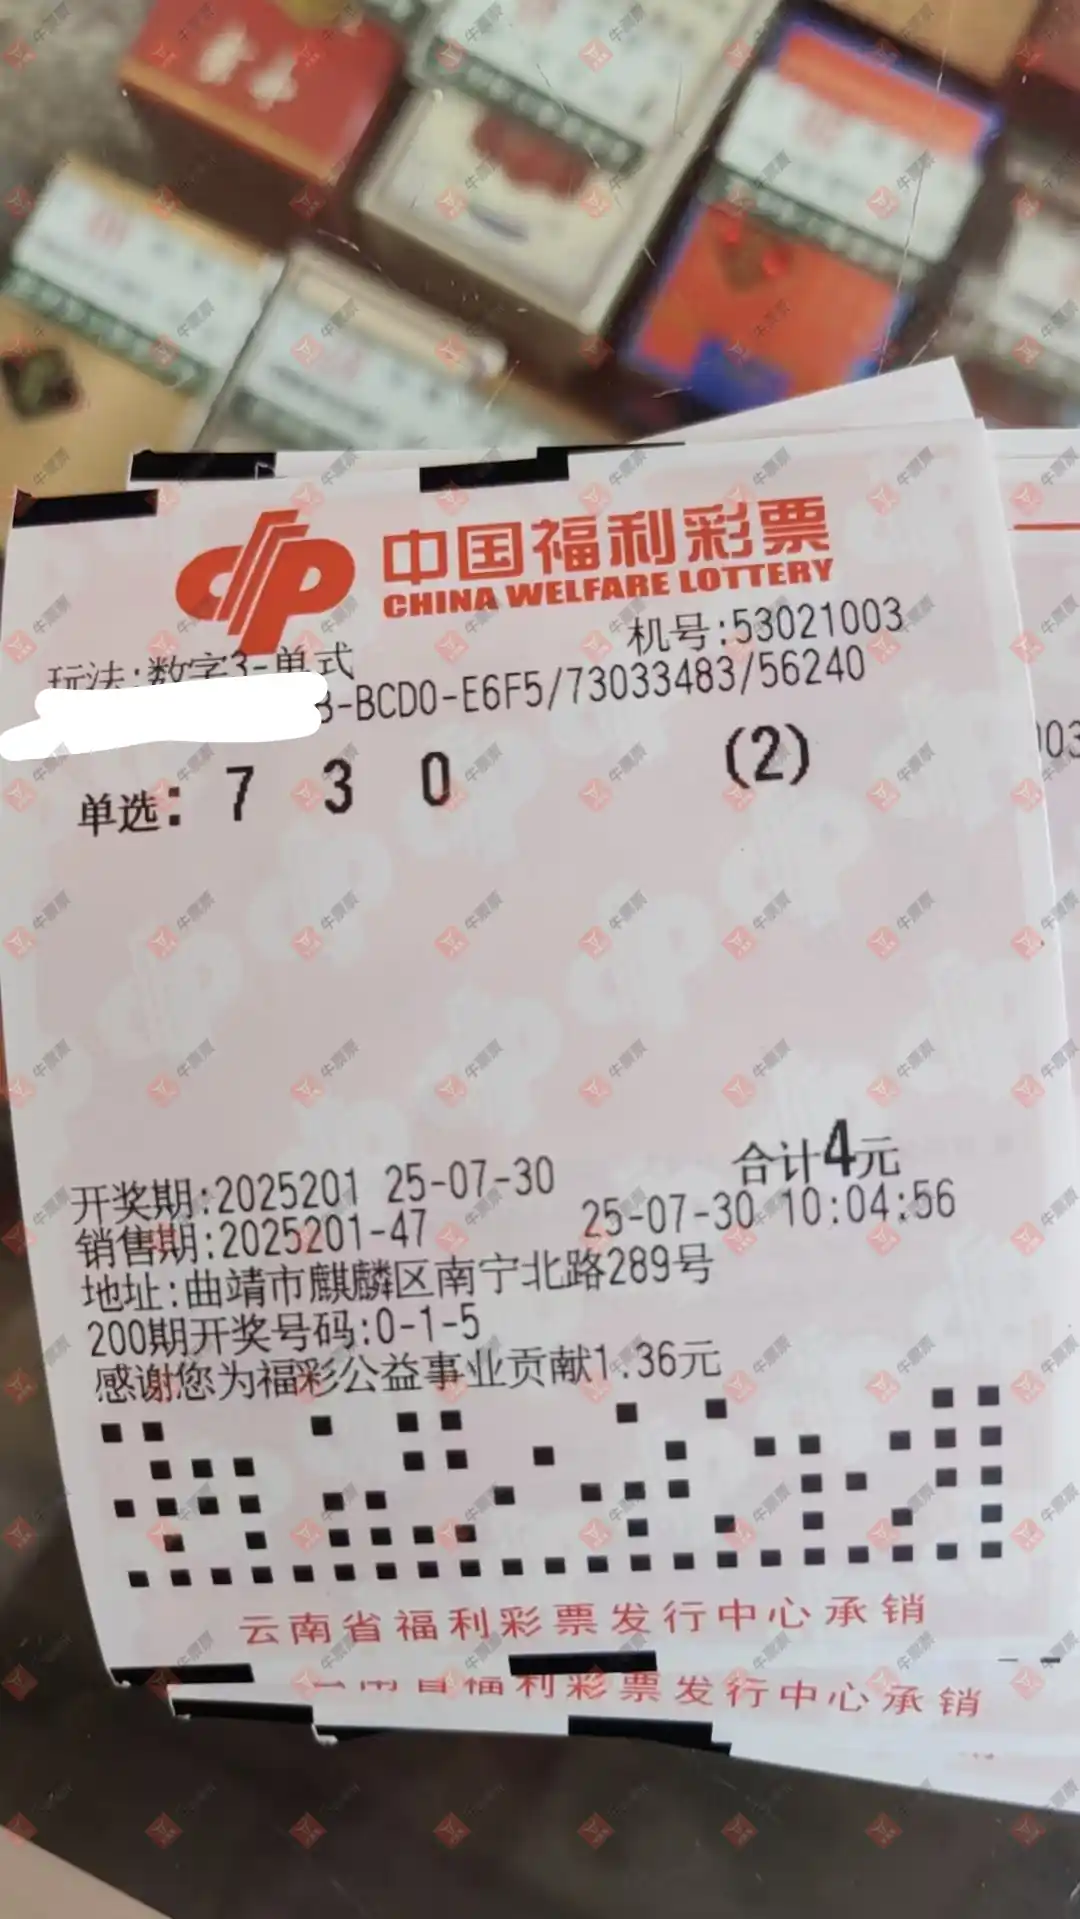 中国福利彩票
CHINA WELFARE LOTTERY
机号:53021003
玩法:数字3-单式
-BCD0-E6F5/73033483/56240
单选: 7 3 0 (2)
合计4元
开奖期:2025201 25-07-30
销售期:2025201-47 25-07-30 10:04:56
地址:曲靖市麒麟区南宁北路289号
200期开奖号码:0-1-5
感谢您为福彩公益事业贡献1.36元
云南省福利彩票发行中心承销
福利彩票发行中心承销
牛票票